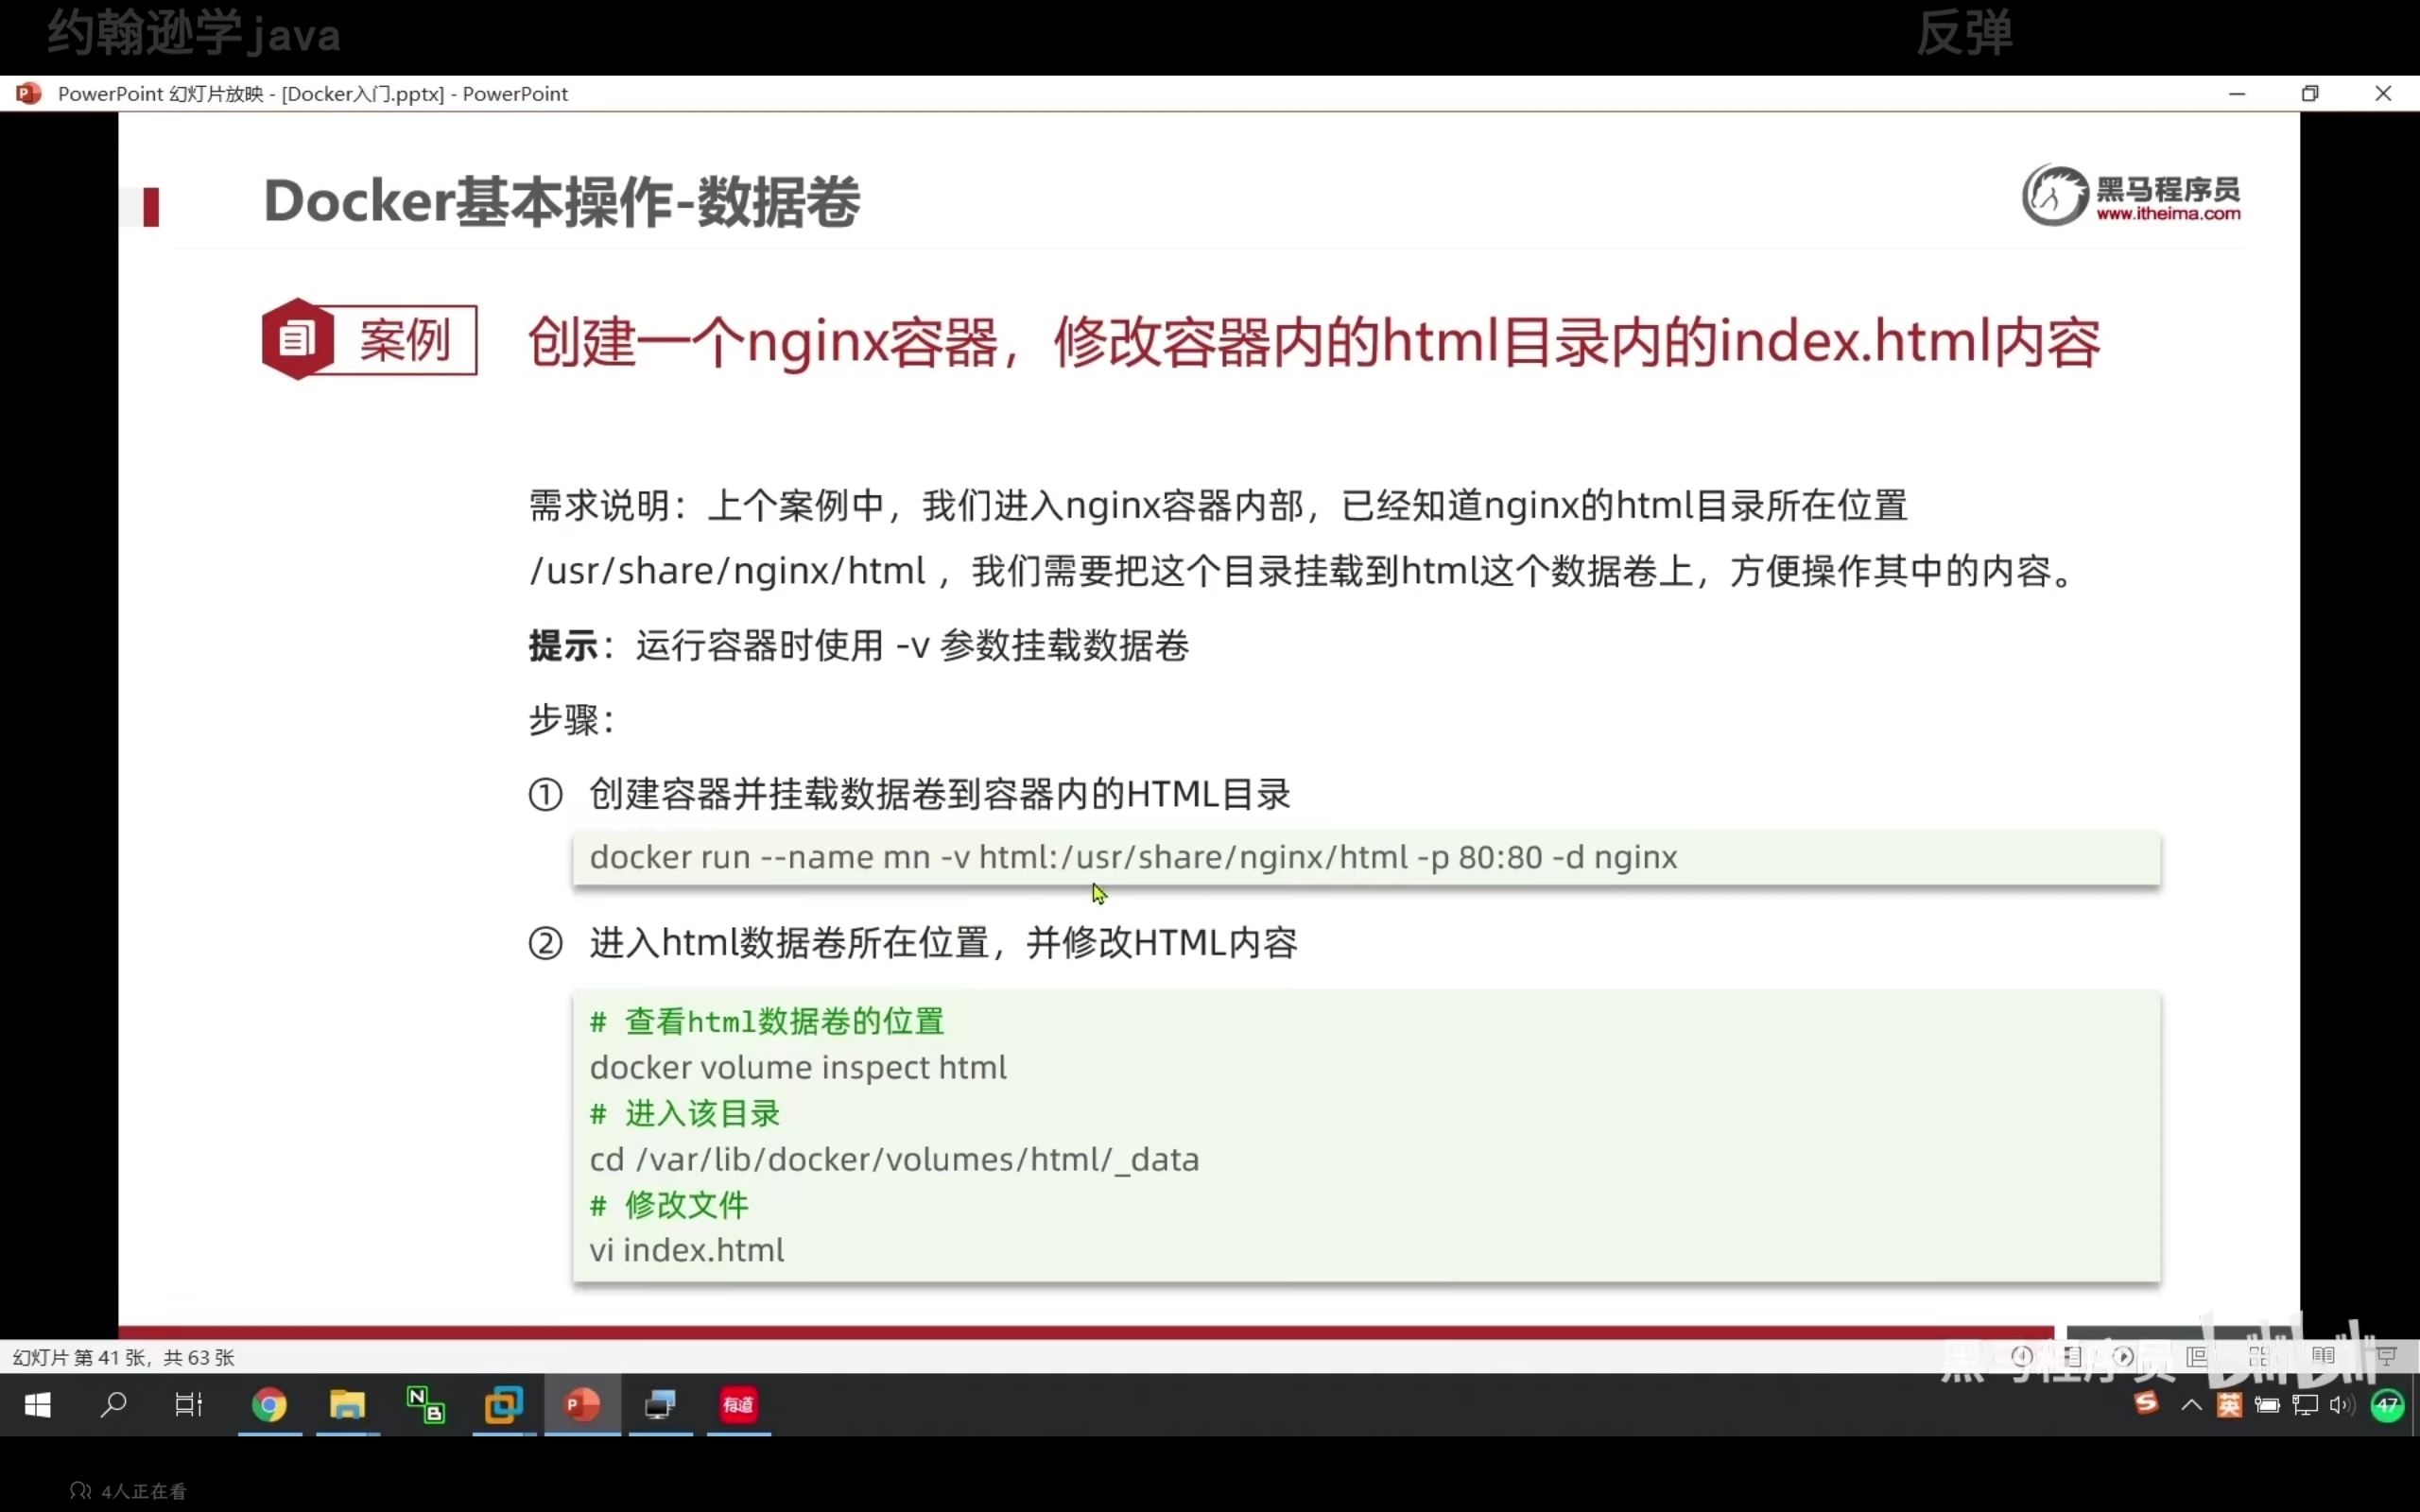 约翰逊学java
反弹
PowerPoint 幻灯片放映 - [Docker入门.pptx] - PowerPoint
Docker基本操作-数据卷
黑马程序员
www.itheima.com
案例
创建一个nginx容器，修改容器内的html目录内的index.html内容
需求说明：上个案例中，我们进入nginx容器内部，已经知道nginx的html目录所在位置
/usr/share/nginx/html ，我们需要把这个目录挂载到html这个数据卷上，方便操作其中的内容。
提示：运行容器时使用 -v 参数挂载数据卷
步骤：
① 创建容器并挂载数据卷到容器内的HTML目录
docker run --name mn -v html:/usr/share/nginx/html -p 80:80 -d nginx
② 进入html数据卷所在位置，并修改HTML内容
# 查看html数据卷的位置
docker volume inspect html
# 进入该目录
cd /var/lib/docker/volumes/html/_data
# 修改文件
vi index.html
黑马程序员 bilibili
幻灯片 第 41 张，共 63 张
N B
P
有道
S
英
47
4人正在看